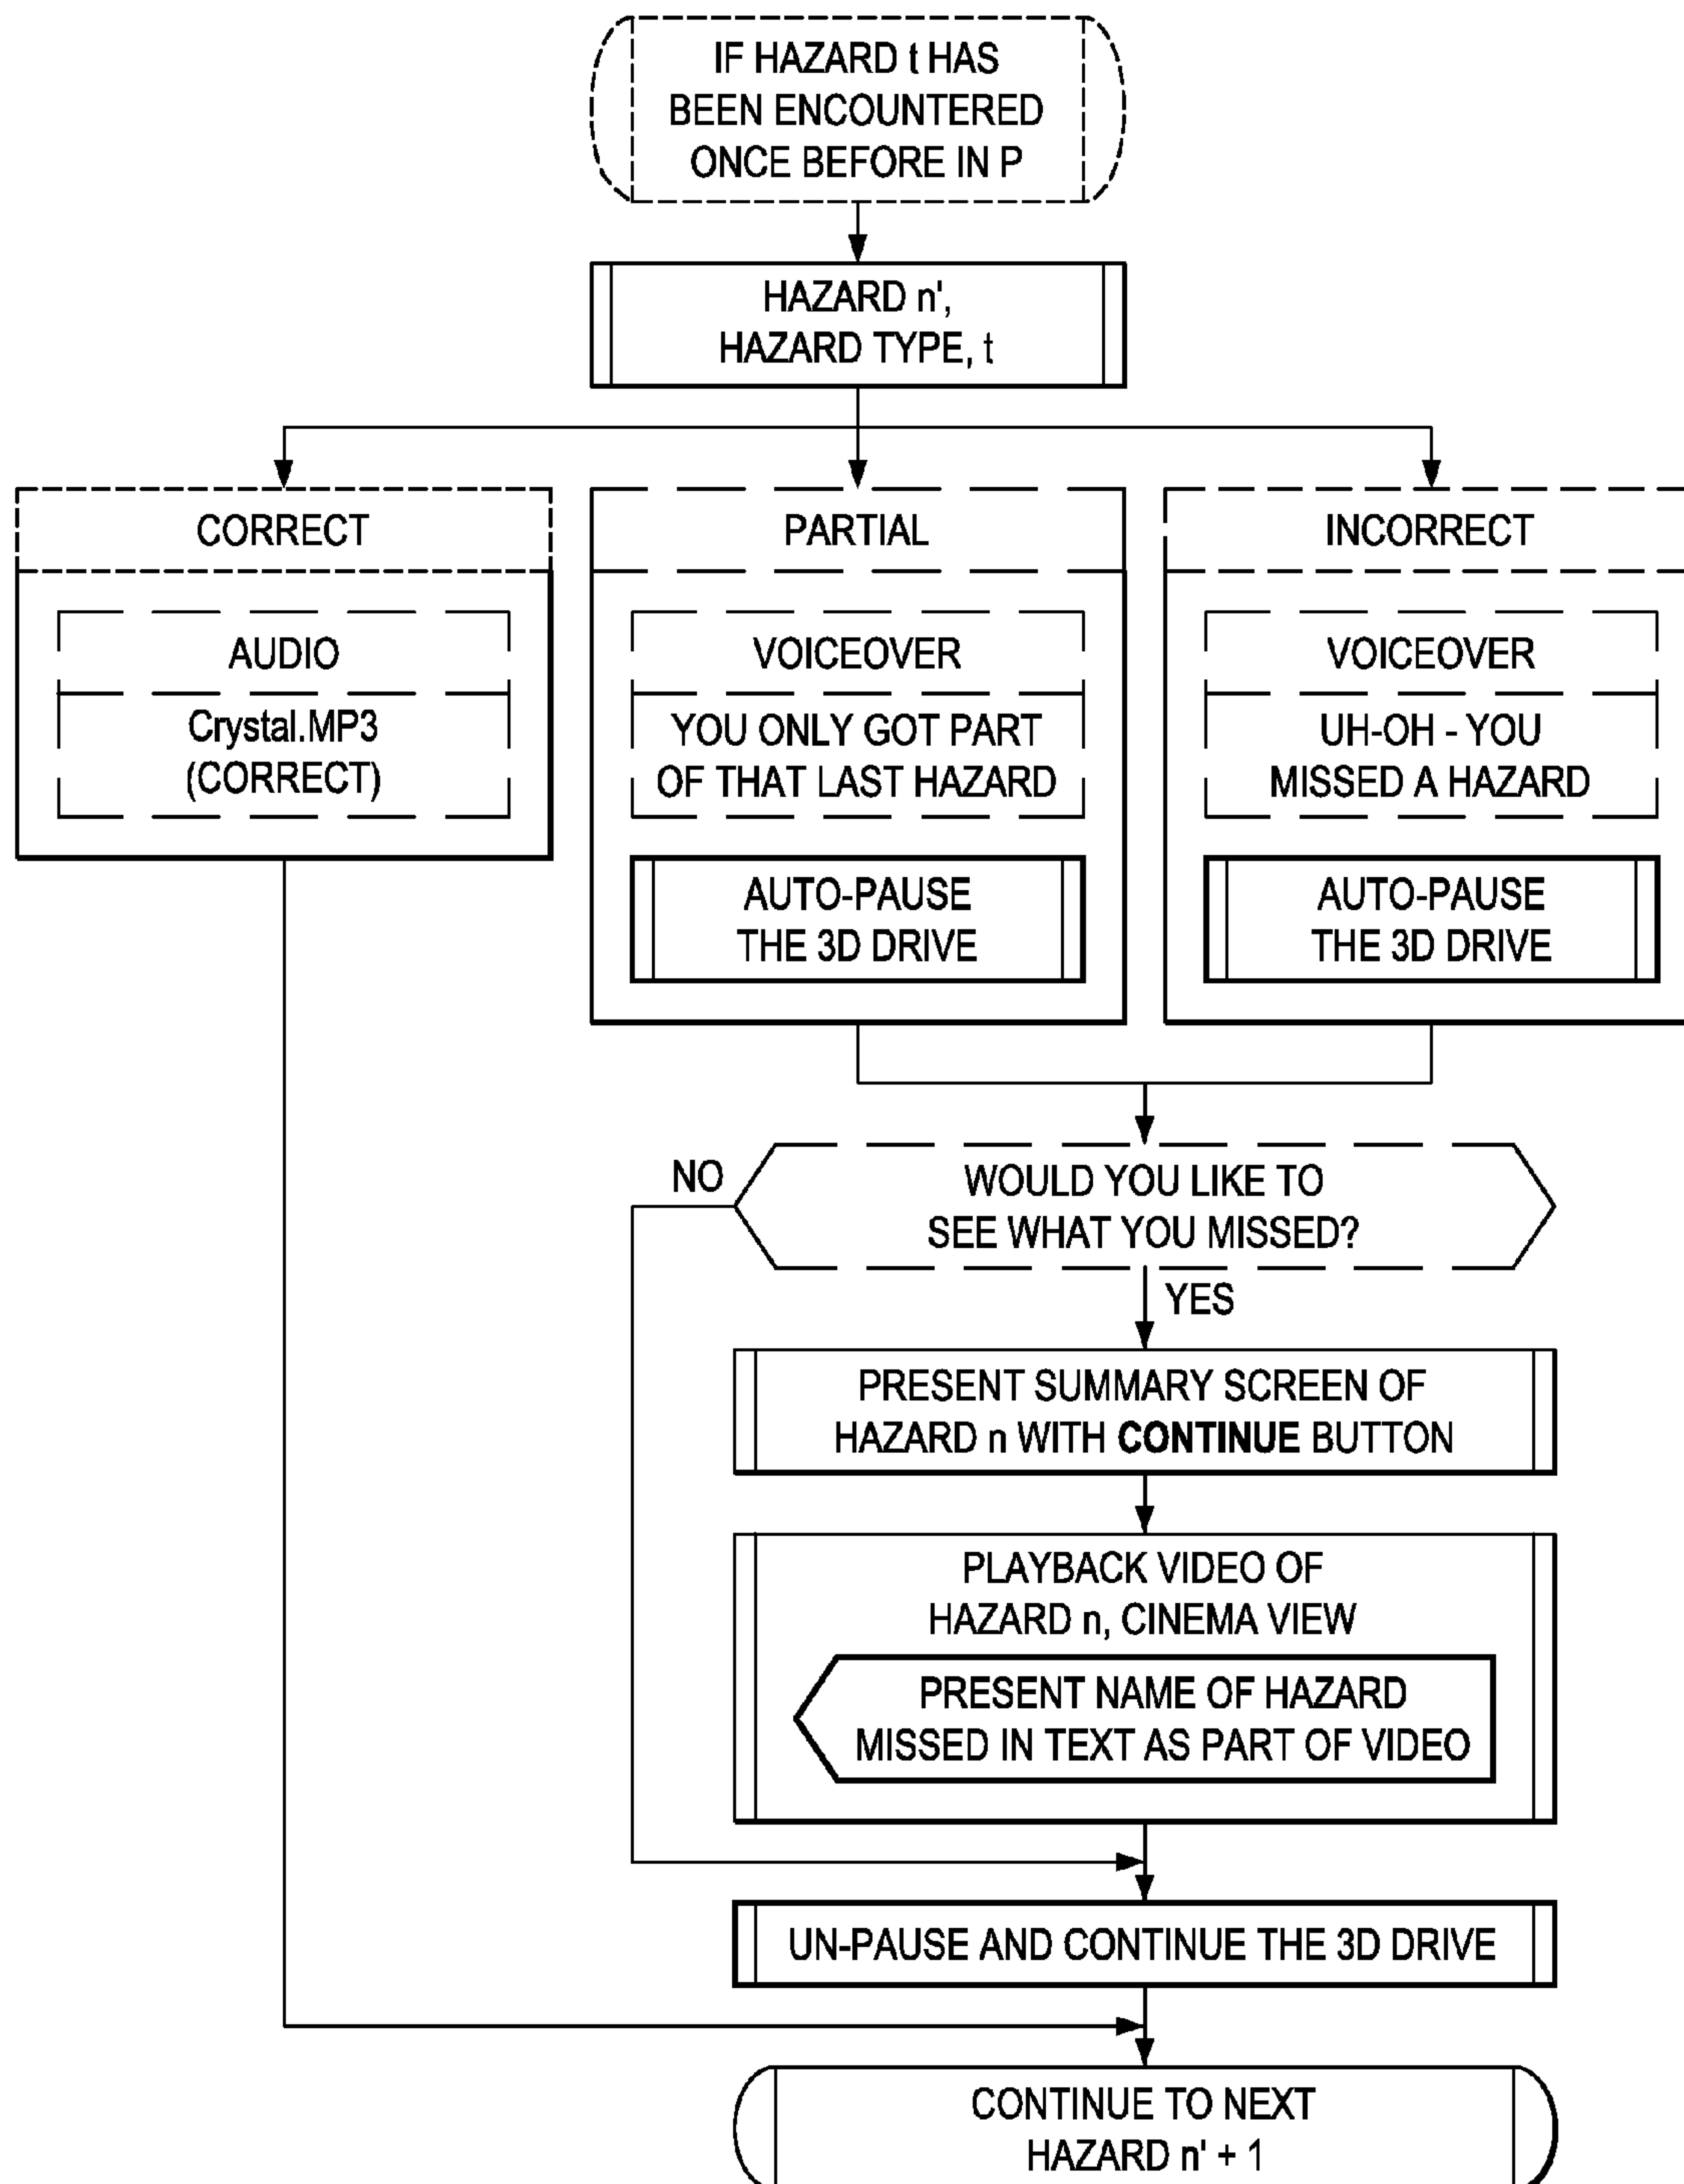 IF HAZARD t HAS
BEEN ENCOUNTERED
ONCE BEFORE IN P
HAZARD n',
HAZARD TYPE, t
CORRECT
AUDIO
Crystal.MP3
(CORRECT)
PARTIAL
VOICEOVER
YOU ONLY GOT PART
OF THAT LAST HAZARD
AUTO-PAUSE
THE 3D DRIVE
INCORRECT
VOICEOVER
UH-OH - YOU
MISSED A HAZARD
AUTO-PAUSE
THE 3D DRIVE
NO
WOULD YOU LIKE TO
SEE WHAT YOU MISSED?
YES
PRESENT SUMMARY SCREEN OF
HAZARD n WITH CONTINUE BUTTON
PLAYBACK VIDEO OF
HAZARD n, CINEMA VIEW
PRESENT NAME OF HAZARD
MISSED IN TEXT AS PART OF VIDEO
UN-PAUSE AND CONTINUE THE 3D DRIVE
CONTINUE TO NEXT
HAZARD n' + 1